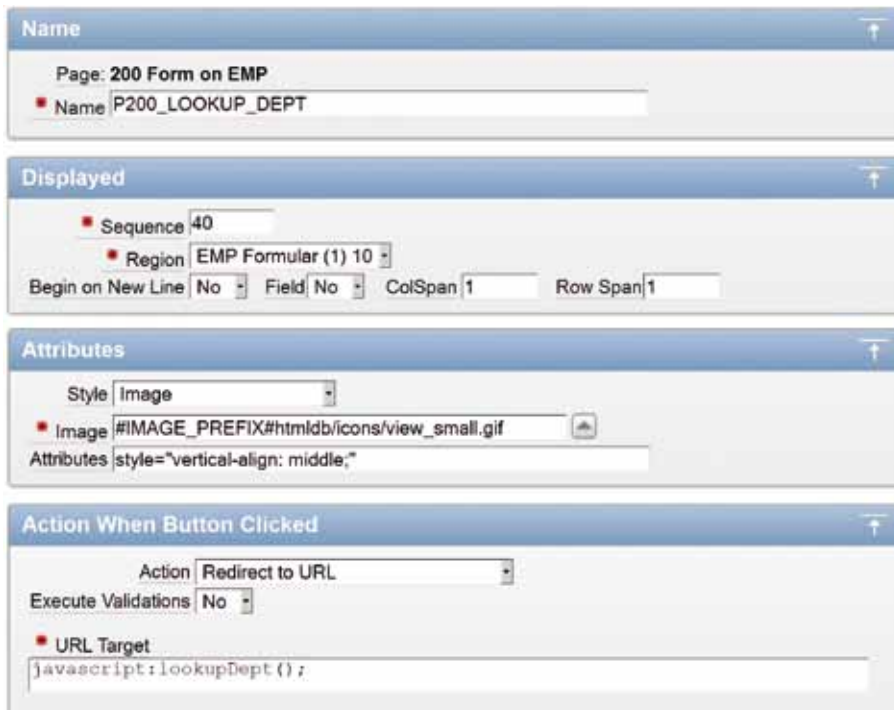 Name
Page: 200 Form on EMP
Name P200_LOOKUP_DEPT
Displayed
Sequence 40
Region EMP Formular (1) 10
Begin on New Line No Field No ColSpan 1 Row Span 1
Attributes
Style Image
Image #IMAGE_PREFIX#htmldb/icons/view_small.gif
Attributes style="vertical-align: middle;"
Action When Button Clicked
Action Redirect to URL
Execute Validations No
URL Target
javascript:lookupDept();